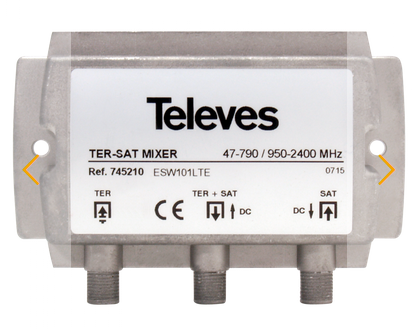 Televes
TER-SAT MIXER 47-790 / 950-2400 MHz
Ref. 745210 ESW101LTE 0715
TER TER + SAT SAT
CE DC DC